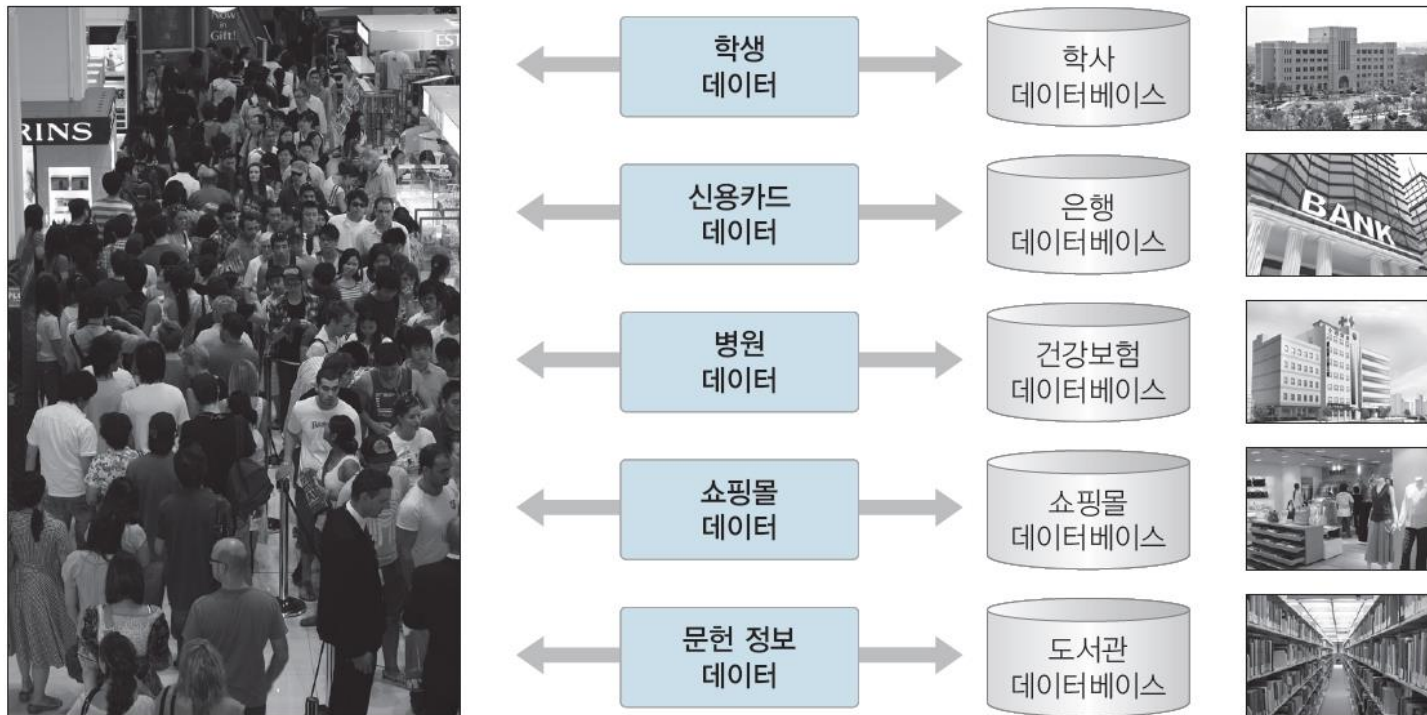 Now
in
Gift!
EST
RINS
학생
데이터
학사
데이터베이스
신용카드
데이터
은행
데이터베이스
BANK
병원
데이터
건강보험
데이터베이스
쇼핑몰
데이터
쇼핑몰
데이터베이스
문헌 정보
데이터
도서관
데이터베이스